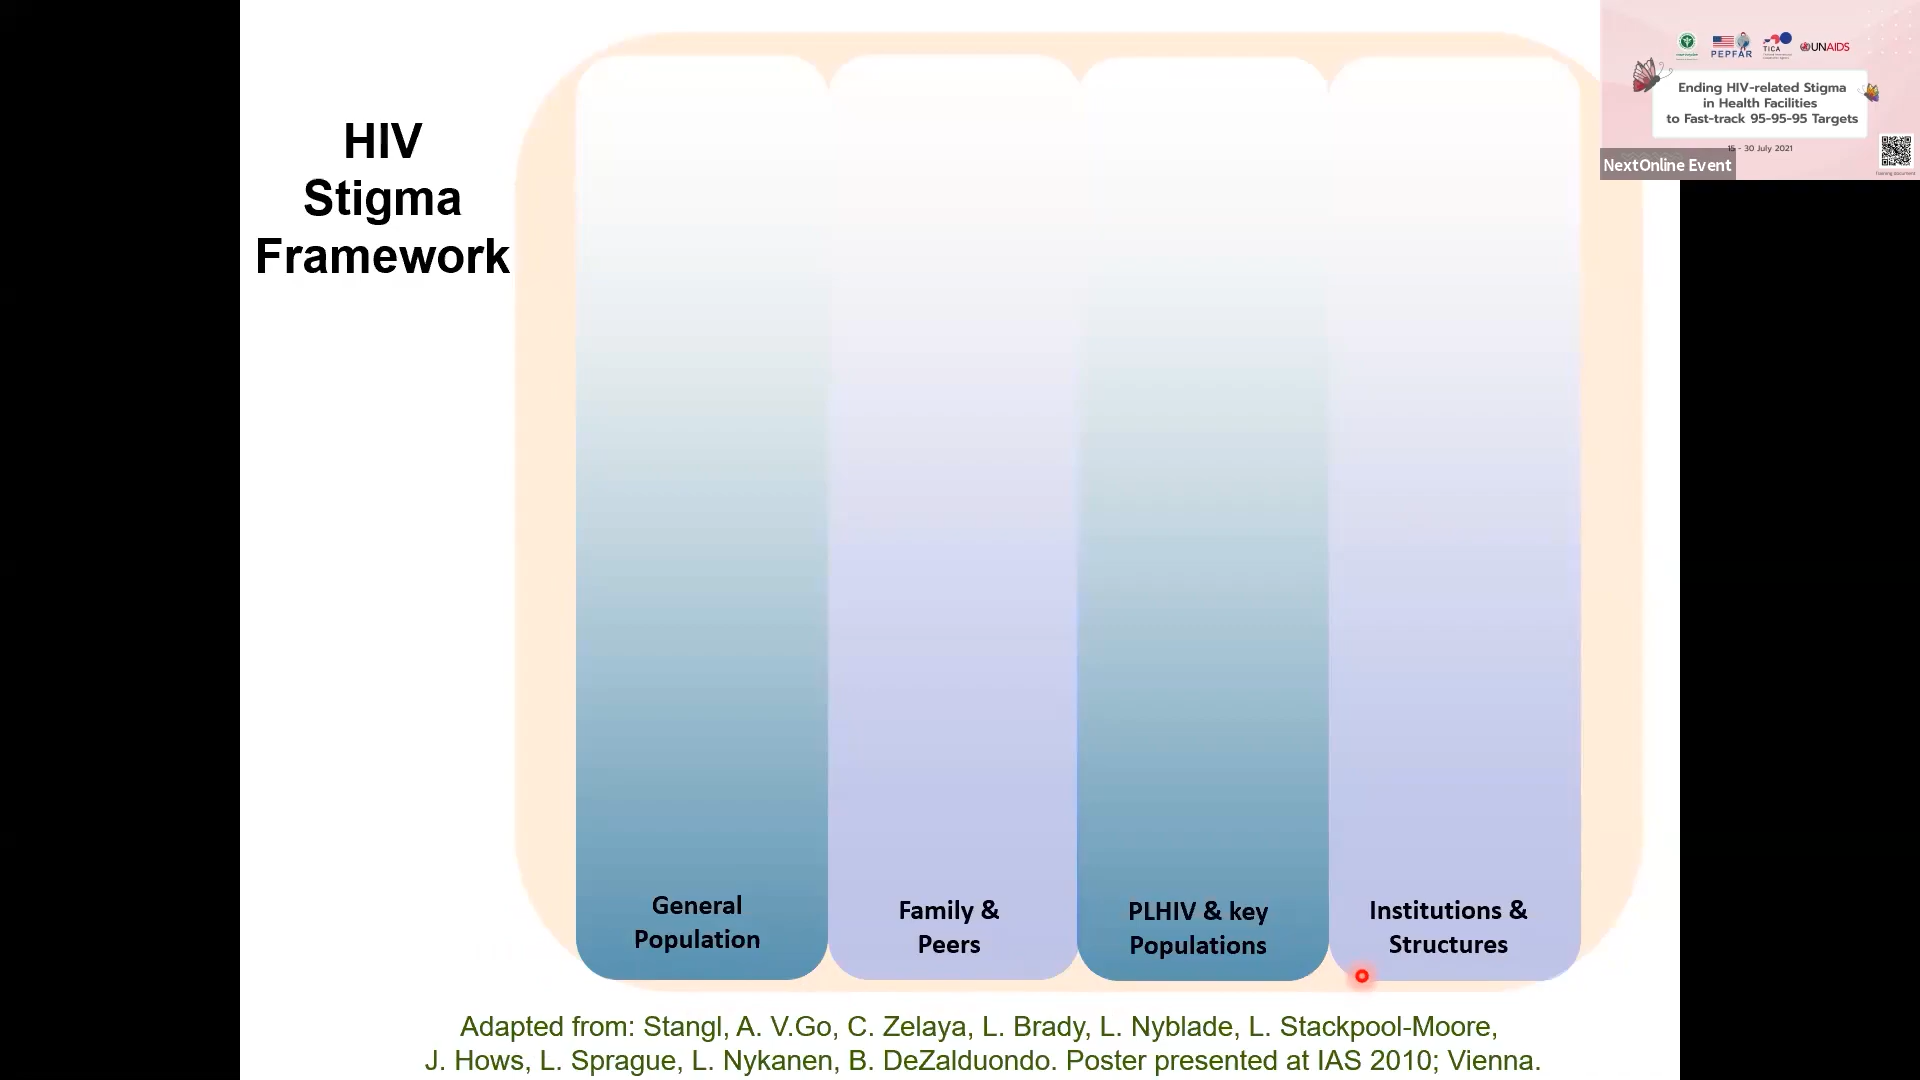 HIV
Stigma
Framework
PEPFAR
TICA
UNAIDS
Ending HIV-related Stigma
in Health Facilities
to Fast-track 95-95-95 Targets
15 - 30 July 2021
NextOnline Event
General
Population
Family &
Peers
PLHIV & key
Populations
Institutions &
Structures
Adapted from: Stangl, A. V.Go, C. Zelaya, L. Brady, L. Nyblade, L. Stackpool-Moore,
J. Hows, L. Sprague, L. Nykanen, B. DeZalduondo. Poster presented at IAS 2010; Vienna.